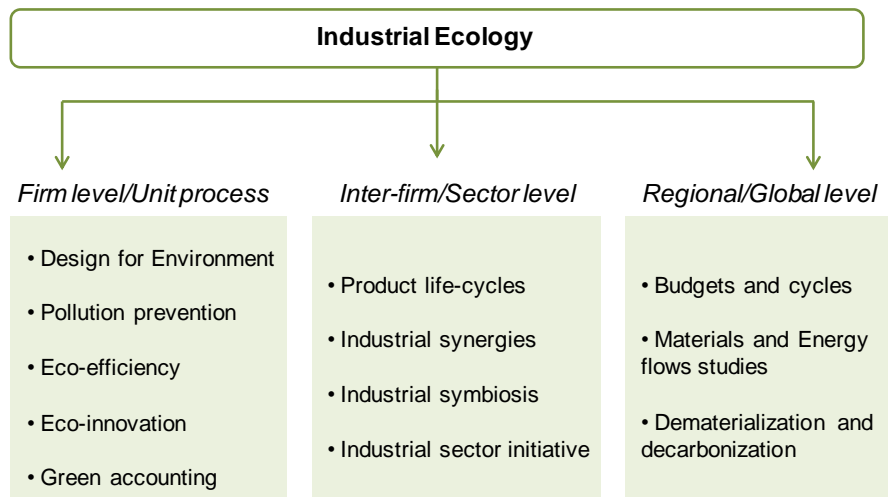 Industrial Ecology
Firm level/Unit process
• Design for Environment
• Pollution prevention
• Eco-efficiency
• Eco-innovation
• Green accounting
Inter-firm/Sector level
• Product life-cycles
• Industrial synergies
• Industrial symbiosis
• Industrial sector initiative
Regional/Global level
• Budgets and cycles
• Materials and Energy
flows studies
• Dematerialization and
decarbonization